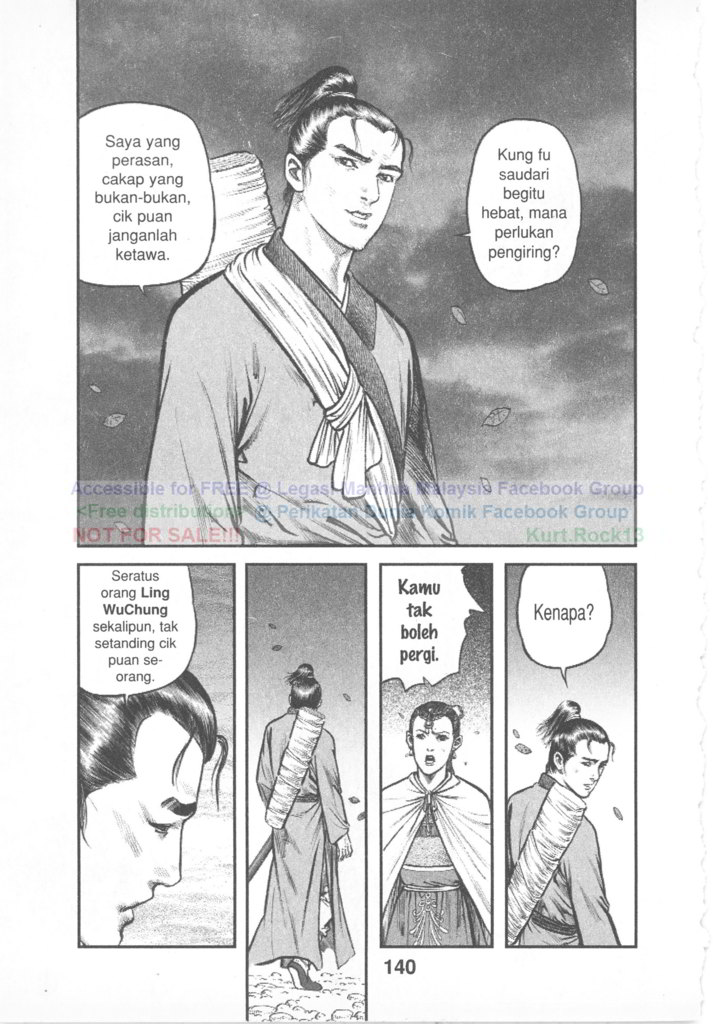 Kung fu
saudari
begitu
hebat, mana
perlukan
pengiring?
Saya yang
perasan,
cakap yang
bukan-bukan,
cik puan
janganlah
ketawa.
Accessible for FREE @ Legasi Manhua Malaysia Facebook Group
<Free distribution> @ Perikatan Dunia Komik Facebook Group
NOT FOR SALE!!! Kurt.Rock13
Seratus
orang Ling
WuChung
sekalipun, tak
setanding cik
puan se-
orang.
Kamu
tak
boleh
pergi.
Kenapa?
140